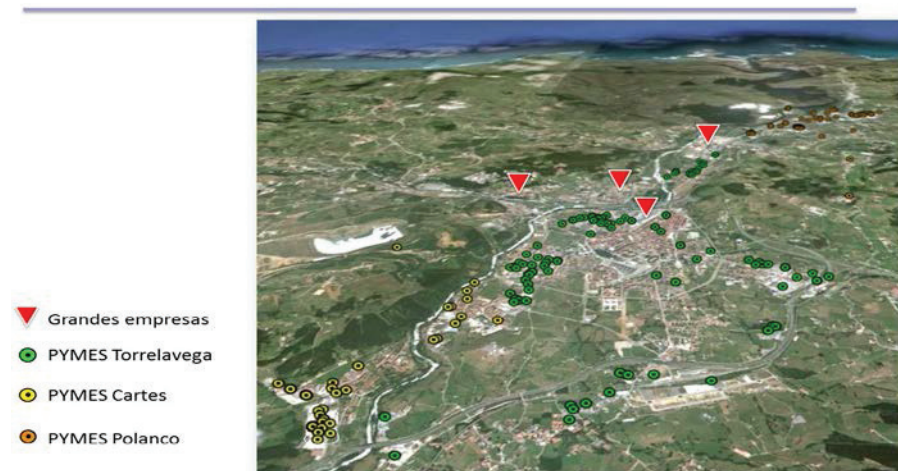 Grandes empresas
PYMES Torrelavega
PYMES Cartes
PYMES Polanco